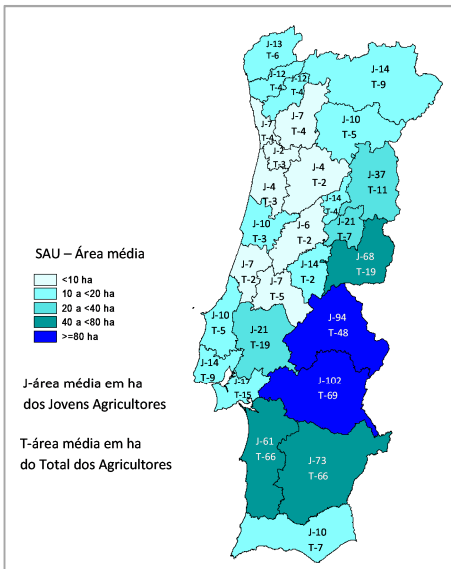 J-13
T-6
J-12
T-4
J-12
T-4
J-14
T-9
J-7
T-4
J-7
T-4
J-10
T-5
J-2
T-3
J-4
T-2
J-37
T-11
J-4
T-3
J-14
T-4
J-10
T-3
J-6
T-2
J-21
T-7
J-68
T-19
J-7
T-2
J-14
T-2
J-7
T-5
J-10
T-5
J-21
T-19
J-94
T-48
J-14
T-9
J-17
T-15
J-102
T-69
J-61
T-66
J-73
T-66
J-10
T-7
SAU – Área média
<10 ha
10 a <20 ha
20 a <40 ha
40 a <80 ha
>=80 ha
J-área média em ha
dos Jovens Agricultores
T-área média em ha
do Total dos Agricultores